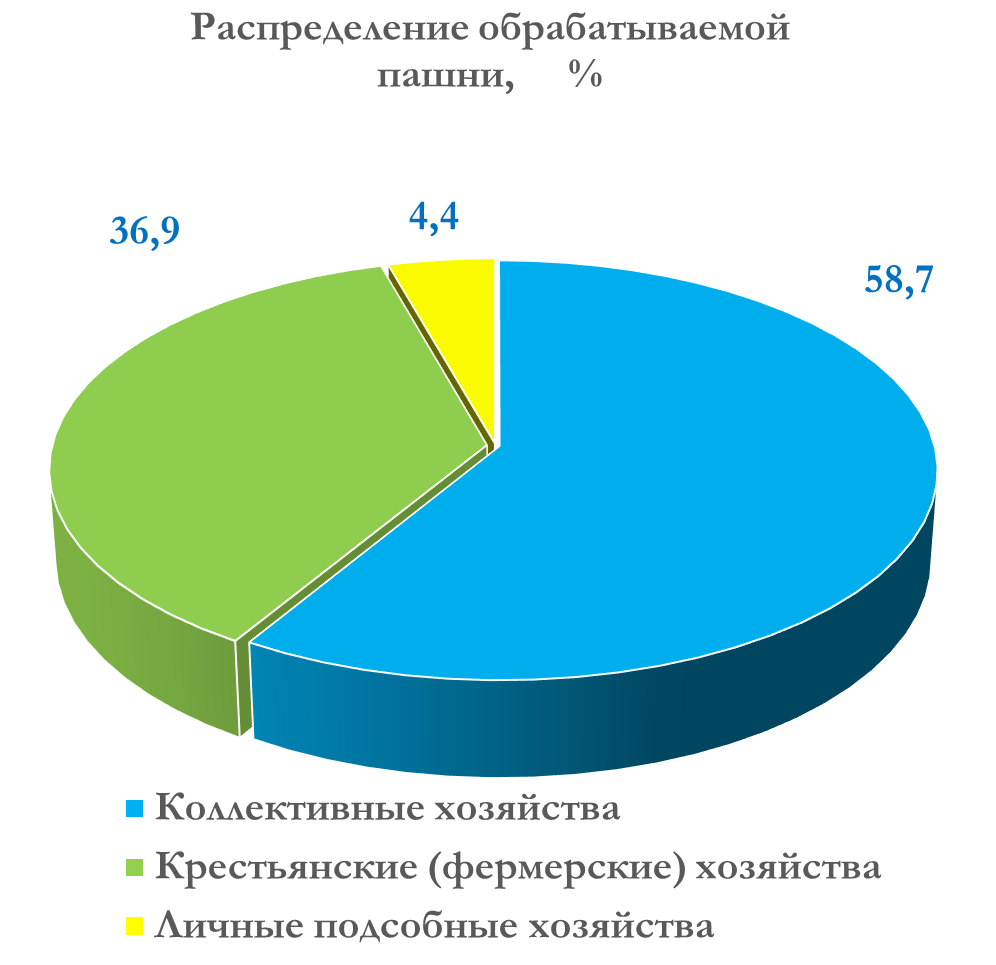 Распределение обрабатываемой
пашни, %
36,9
4,4
58,7
Коллективные хозяйства
Крестьянские (фермерские) хозяйства
Личные подсобные хозяйства